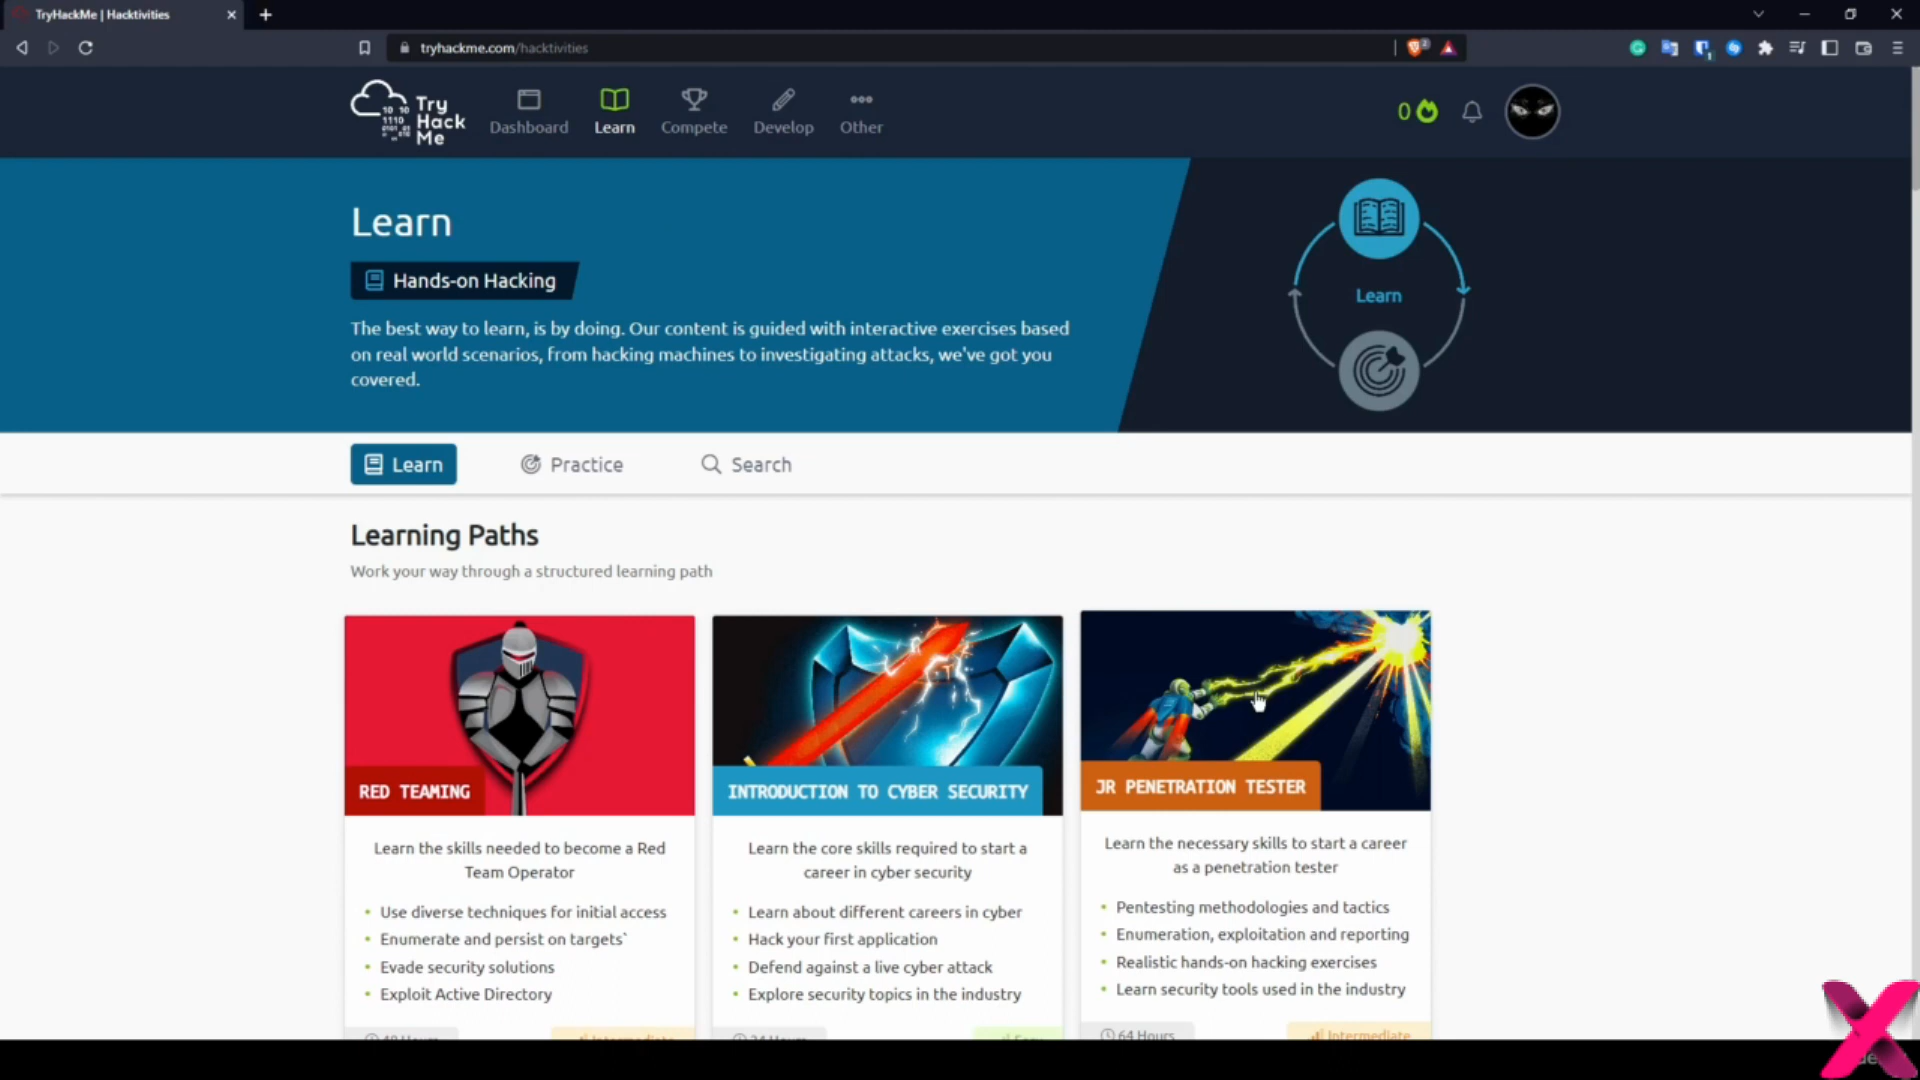 TryHackMe | Hacktivities
tryhackme.com/hacktivities
Try
Hack
Me
Dashboard
Learn
Compete
Develop
Other
0
Learn
Hands-on Hacking
The best way to learn, is by doing. Our content is guided with interactive exercises based
on real world scenarios, from hacking machines to investigating attacks, we've got you
covered.
Learn
Learn
Practice
Search
Learning Paths
Work your way through a structured learning path
RED TEAMING
Learn the skills needed to become a Red
Team Operator
• Use diverse techniques for initial access
• Enumerate and persist on targets`
• Evade security solutions
• Exploit Active Directory
INTRODUCTION TO CYBER SECURITY
Learn the core skills required to start a
career in cyber security
• Learn about different careers in cyber
• Hack your first application
• Defend against a live cyber attack
• Explore security topics in the industry
JR PENETRATION TESTER
Learn the necessary skills to start a career
as a penetration tester
• Pentesting methodologies and tactics
• Enumeration, exploitation and reporting
• Realistic hands-on hacking exercises
• Learn security tools used in the industry
64 Hours
Intermediate